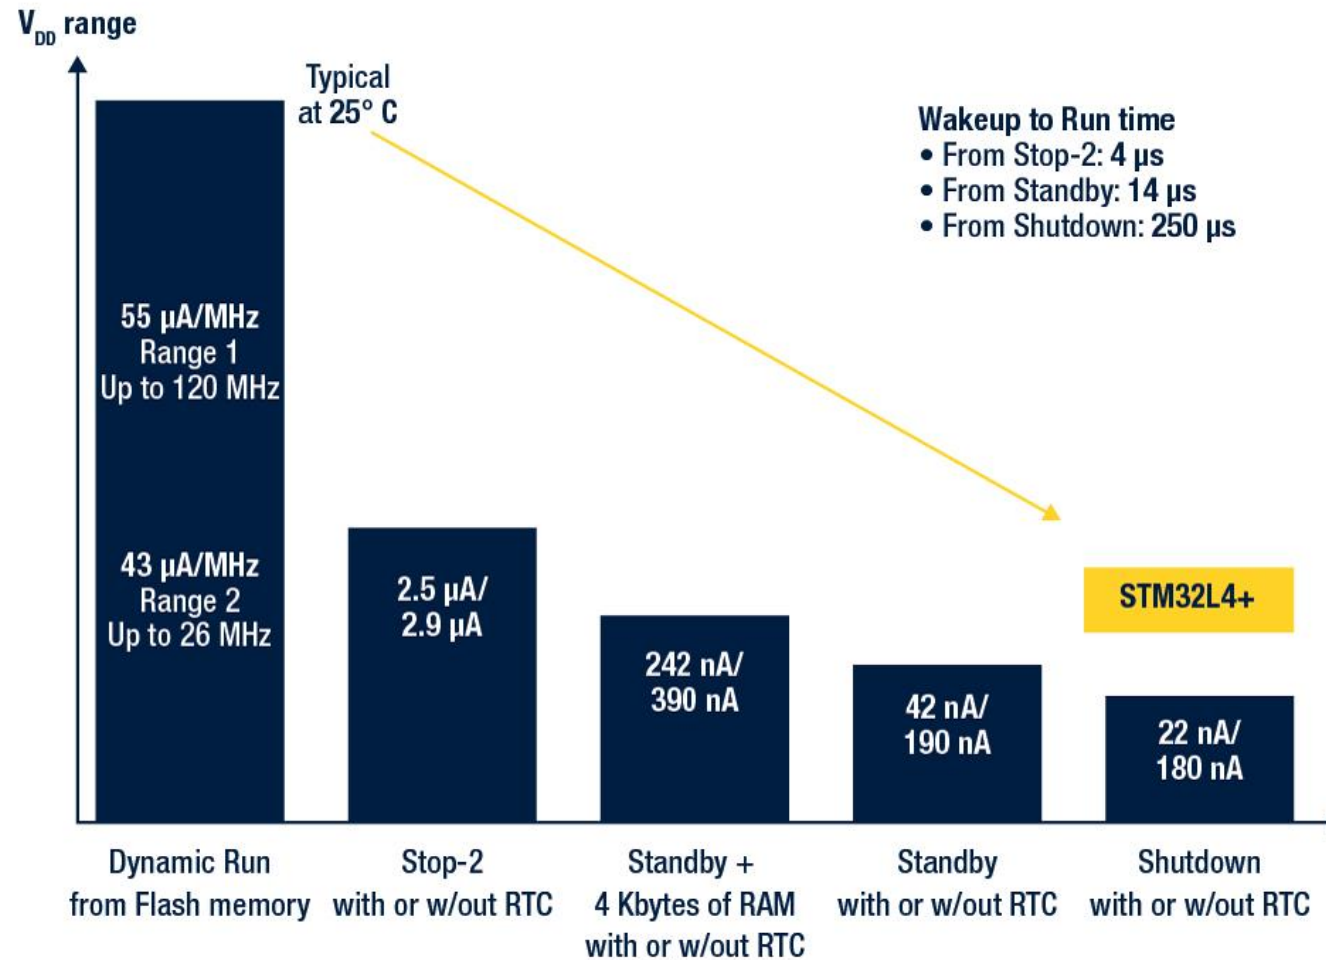 V_DD range
Typical
at 25° C
Wakeup to Run time
• From Stop-2: 4 µs
• From Standby: 14 µs
• From Shutdown: 250 µs
55 µA/MHz
Range 1
Up to 120 MHz
43 µA/MHz
Range 2
Up to 26 MHz
2.5 µA/
2.9 µA
242 nA/
390 nA
42 nA/
190 nA
STM32L4+
22 nA/
180 nA
Dynamic Run
from Flash memory
Stop-2
with or w/out RTC
Standby +
4 Kbytes of RAM
with or w/out RTC
Standby
with or w/out RTC
Shutdown
with or w/out RTC